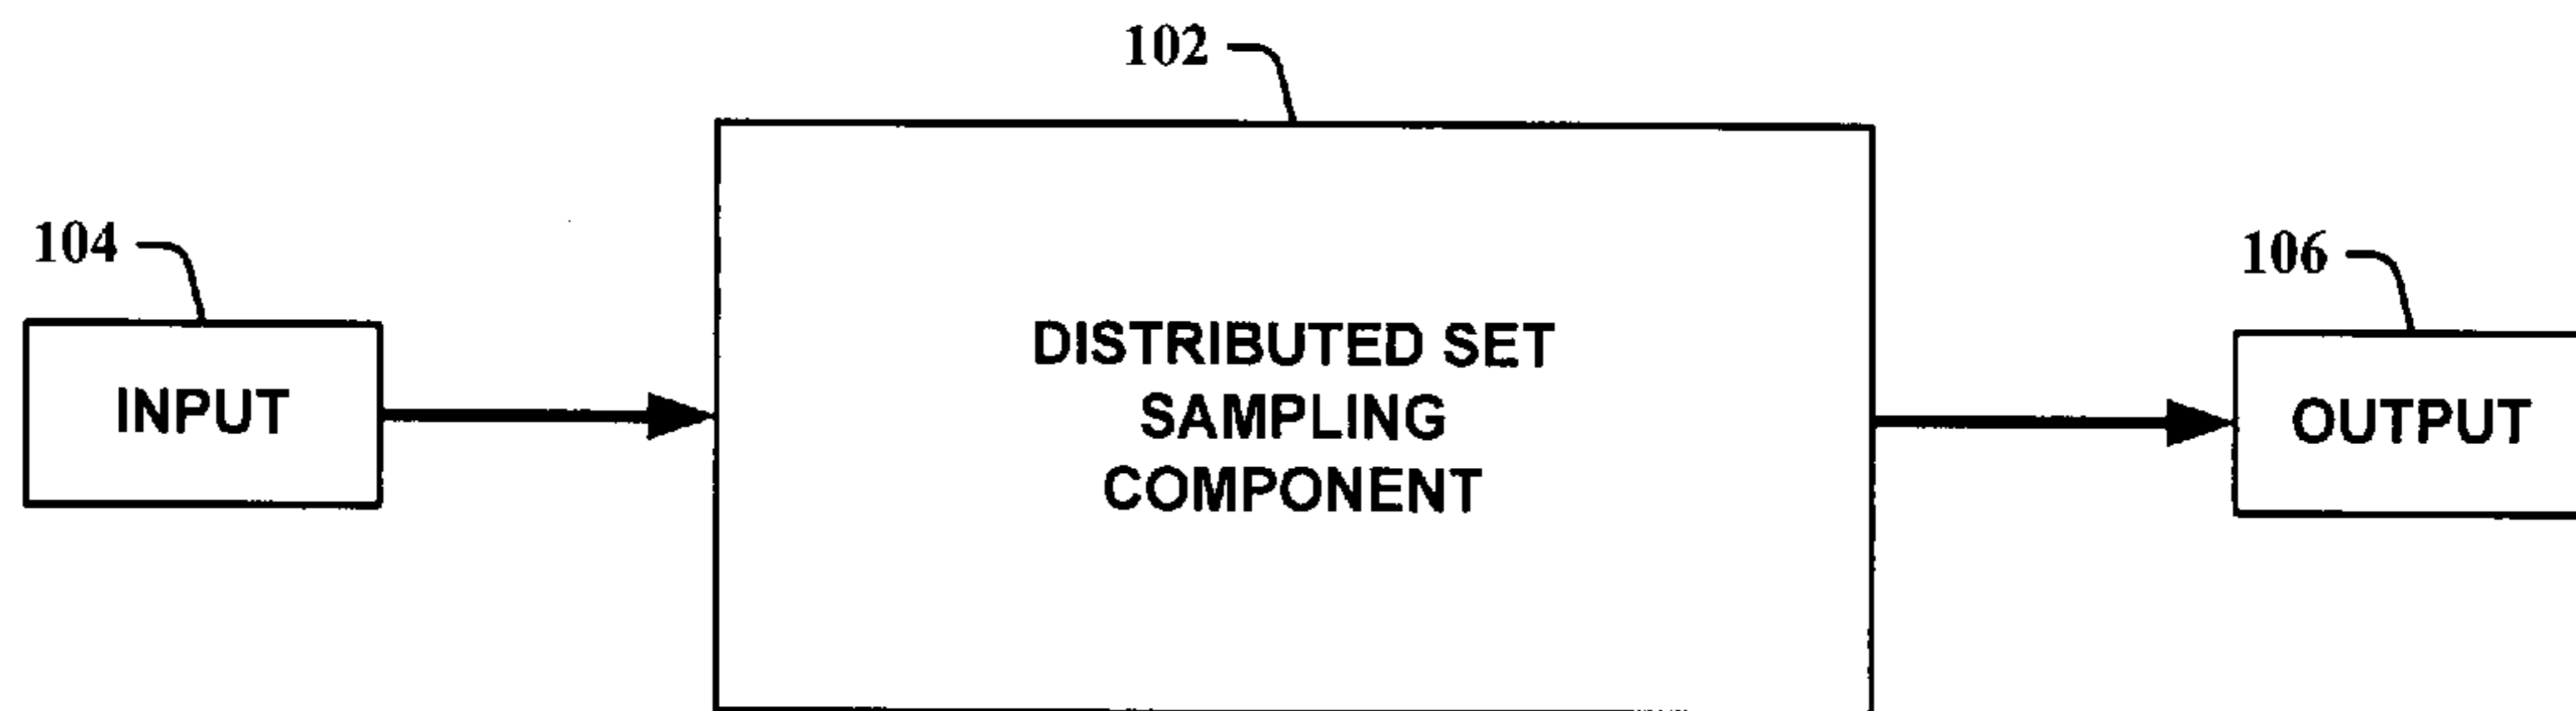 102
104
106
INPUT
DISTRIBUTED SET
SAMPLING
COMPONENT
OUTPUT